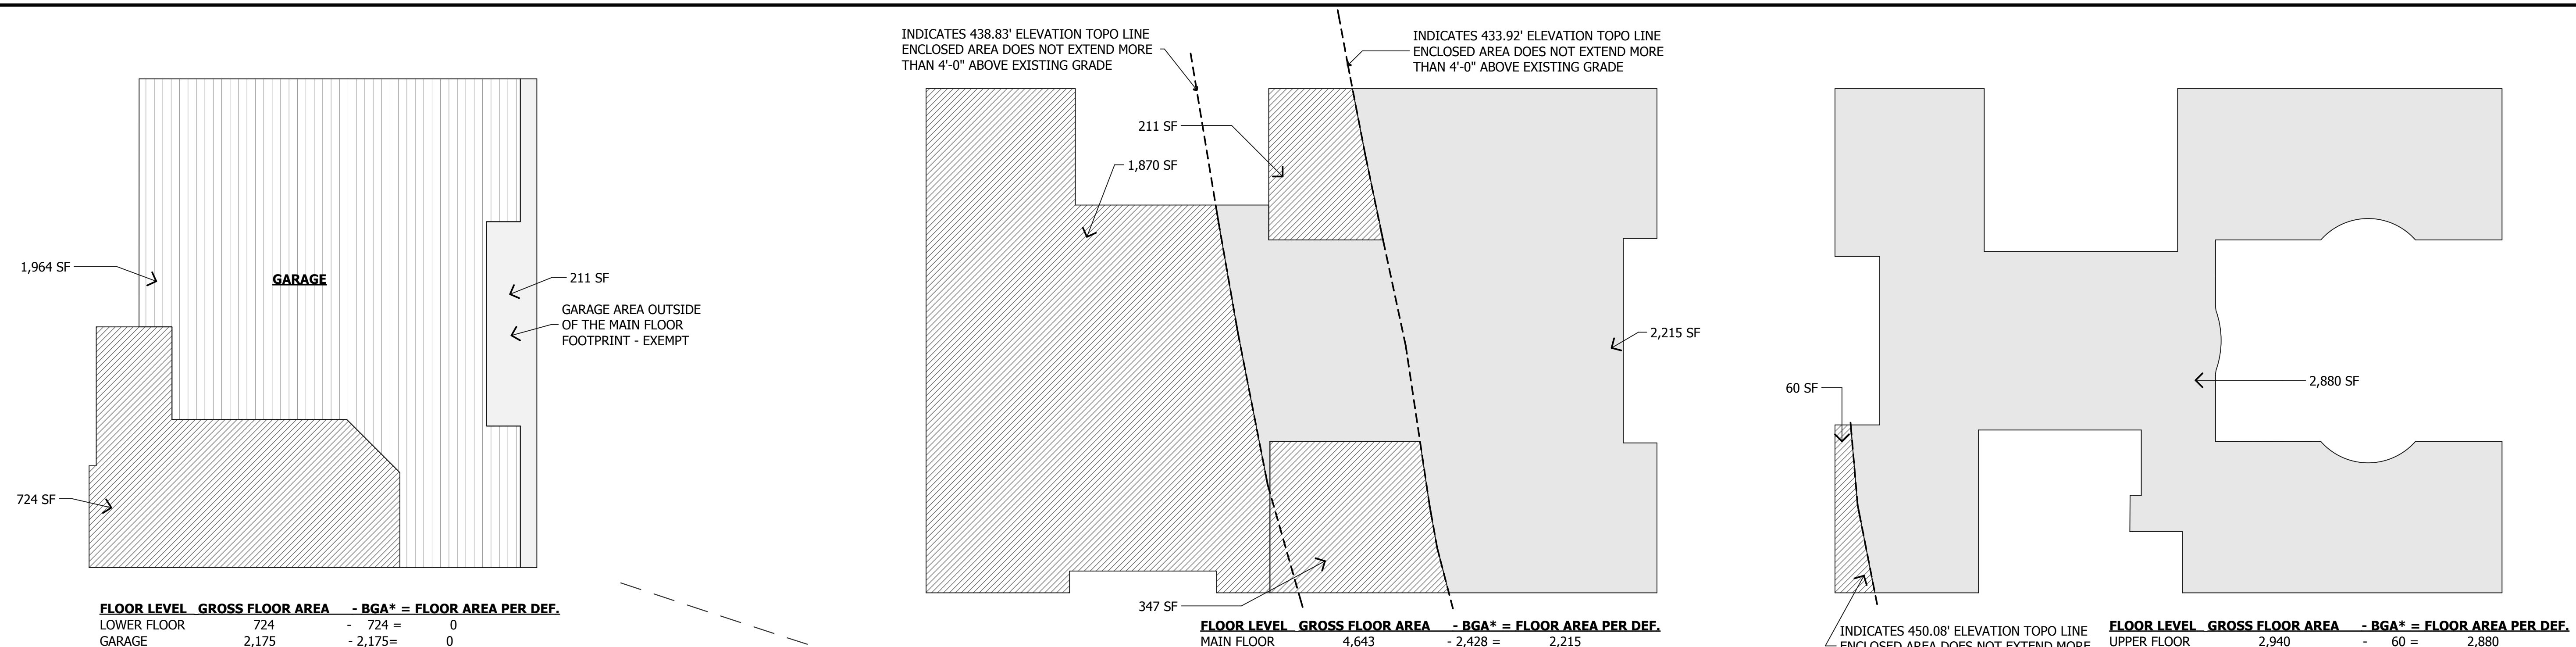 1,964 SF
GARAGE
211 SF
GARAGE AREA OUTSIDE
OF THE MAIN FLOOR
FOOTPRINT - EXEMPT
724 SF
FLOOR LEVEL GROSS FLOOR AREA - BGA* = FLOOR AREA PER DEF.
LOWER FLOOR 724 - 724 = 0
GARAGE 2,175 - 2,175= 0
INDICATES 438.83' ELEVATION TOPO LINE
ENCLOSED AREA DOES NOT EXTEND MORE
THAN 4'-0" ABOVE EXISTING GRADE
INDICATES 433.92' ELEVATION TOPO LINE
ENCLOSED AREA DOES NOT EXTEND MORE
THAN 4'-0" ABOVE EXISTING GRADE
211 SF
1,870 SF
2,215 SF
347 SF
FLOOR LEVEL GROSS FLOOR AREA - BGA* = FLOOR AREA PER DEF.
MAIN FLOOR 4,643 - 2,428 = 2,215
60 SF
2,880 SF
INDICATES 450.08' ELEVATION TOPO LINE
ENCLOSED AREA DOES NOT EXTEND MORE
FLOOR LEVEL GROSS FLOOR AREA - BGA* = FLOOR AREA PER DEF.
UPPER FLOOR 2,940 - 60 = 2,880